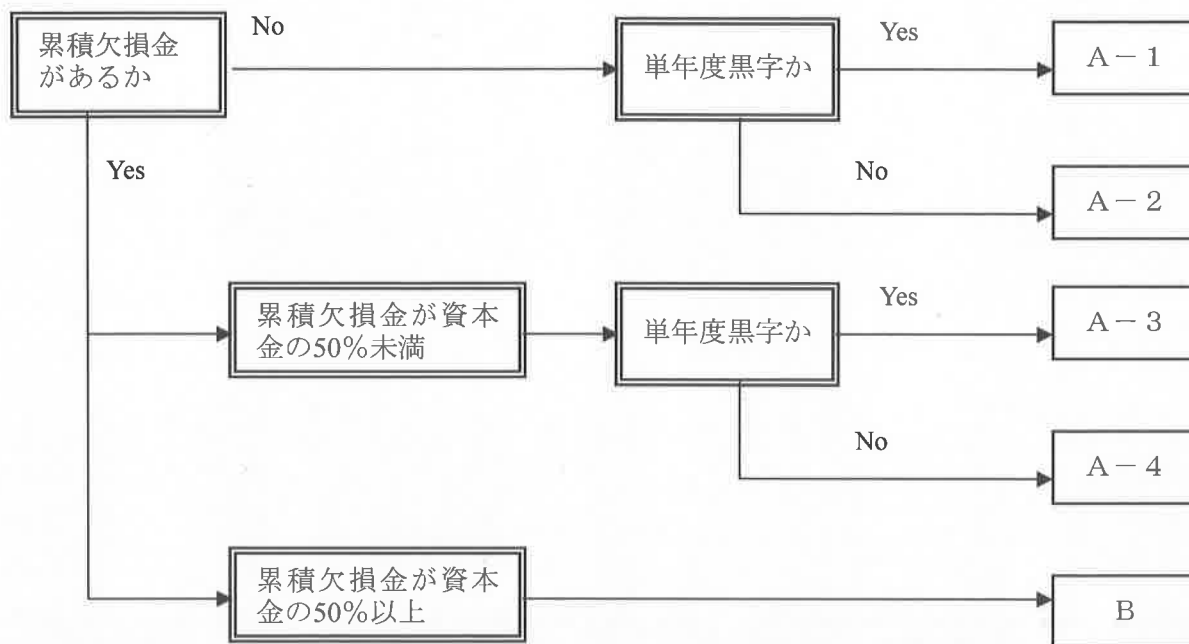 累積欠損金
があるか
No
単年度黒字か
Yes
A－1
Yes
No
A－2
累積欠損金が資本
金の50％未満
単年度黒字か
Yes
A－3
No
A－4
累積欠損金が資本
金の50％以上
B